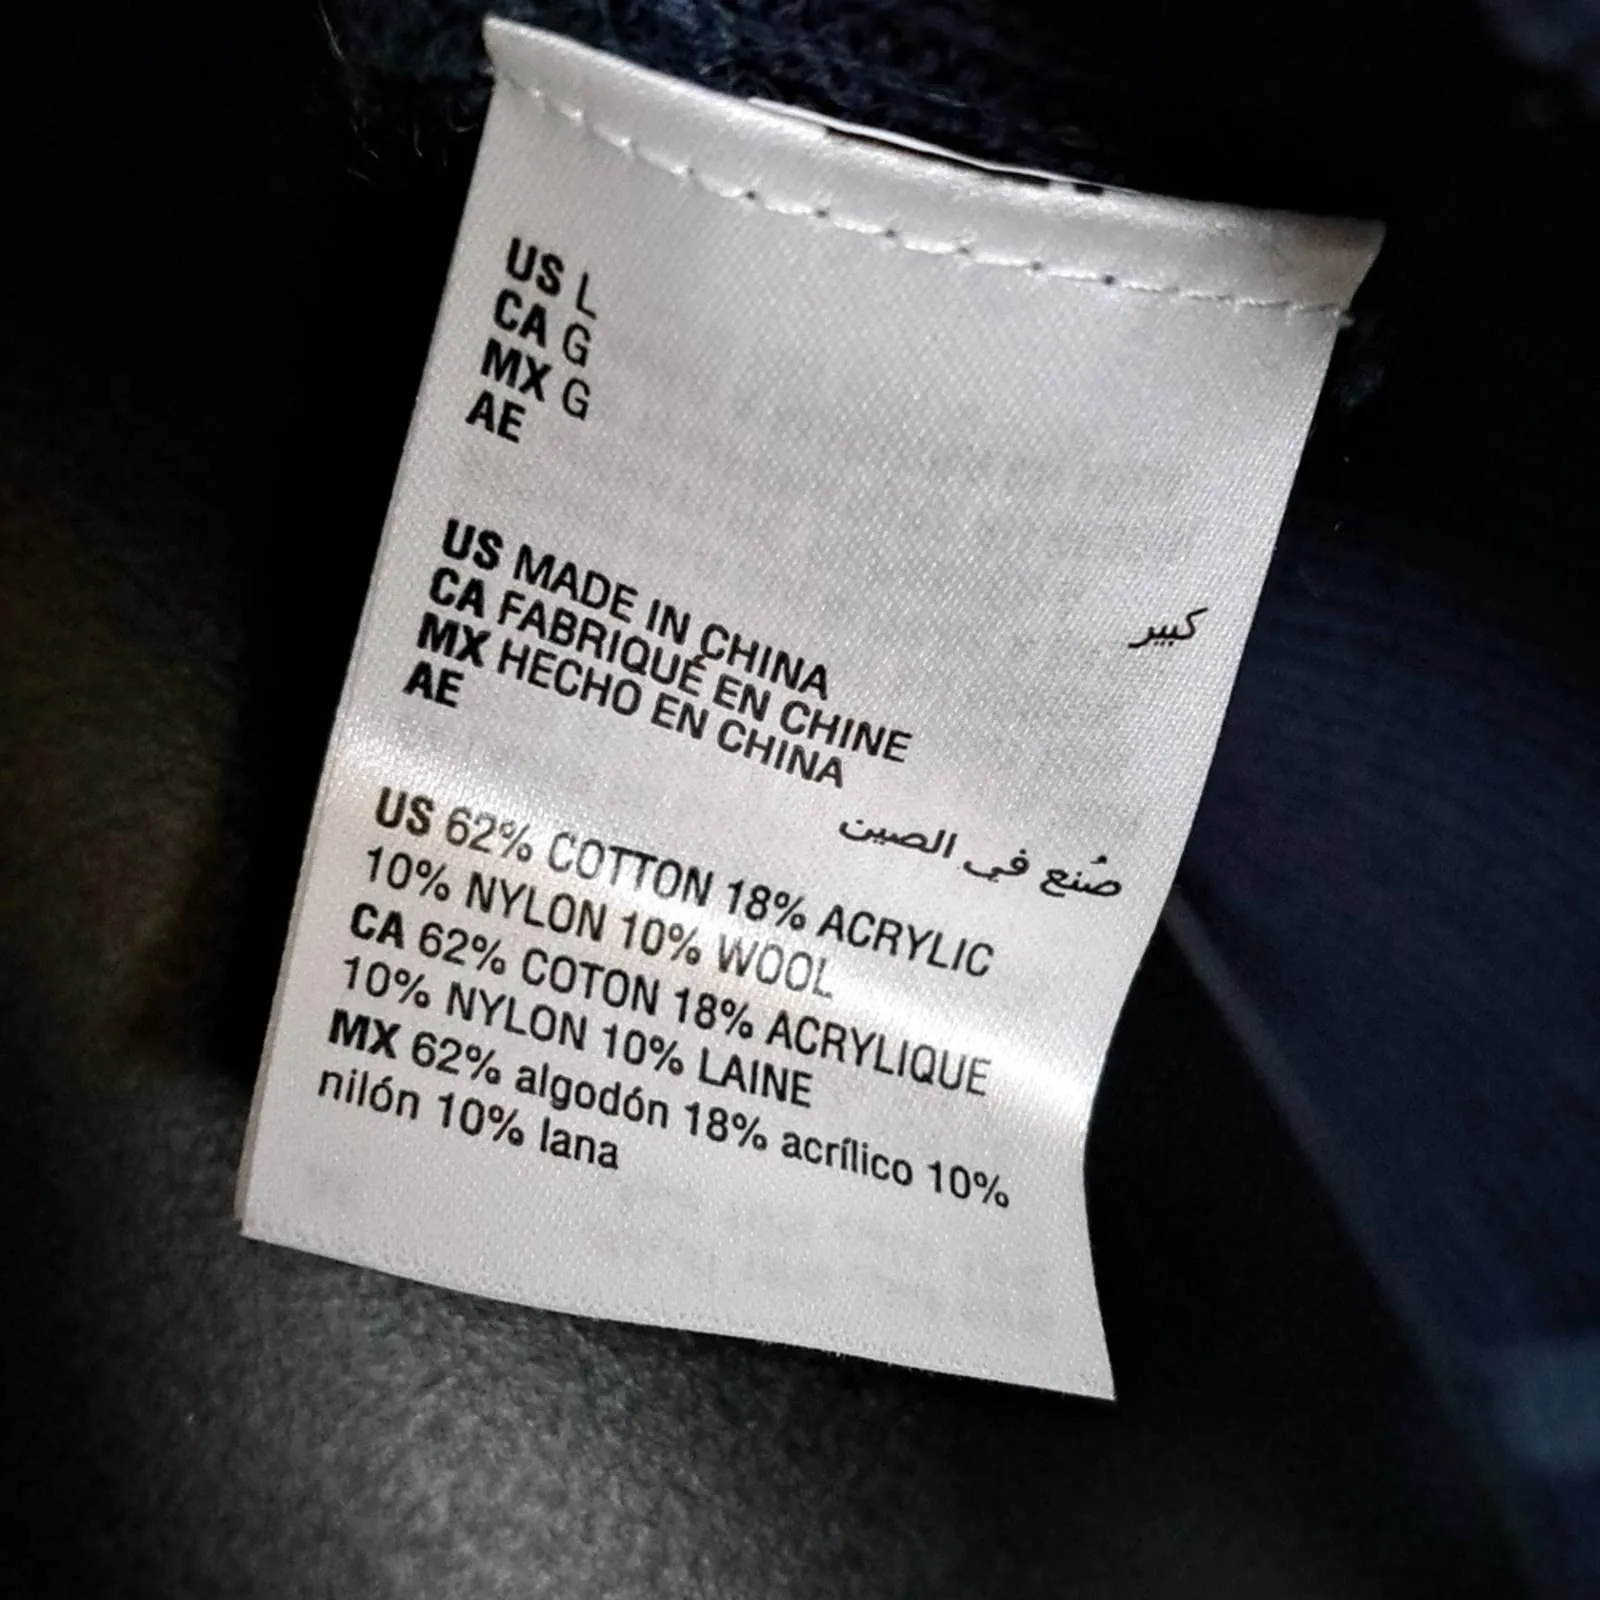 US L
CA G
MX G
AE
كبير
US MADE IN CHINA
CA FABRIQUÉ EN CHINE
MX HECHO EN CHINA
AE
صُنع في الصين
US 62% COTTON 18% ACRYLIC
10% NYLON 10% WOOL
CA 62% COTON 18% ACRYLIQUE
10% NYLON 10% LAINE
MX 62% algodón 18% acrílico 10%
nilón 10% lana